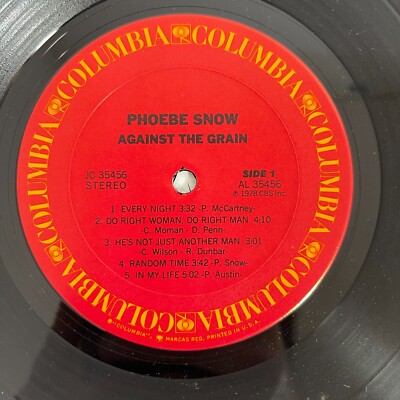 COLUMBIA COLUMBIA COLUMBIA COLUMBIA COLUMBIA COLUMBIA
PHOEBE SNOW
AGAINST THE GRAIN
JC 35456
STEREO
SIDE 1
AL 35456
℗ 1978 CBS Inc.
1. EVERY NIGHT 3:32 -P. McCartney-
2. DO RIGHT WOMAN, DO RIGHT MAN 4:10
C. Moman - D. Penn-
3. HE'S NOT JUST ANOTHER MAN 3:01
C. Wilson - R. Dunbar-
4. RANDOM TIME 3:42 -P. Snow-
5. IN MY LIFE 5:02 -P. Austin-
®-"COLUMBIA", MARCAS REG. PRINTED IN U.S.A.